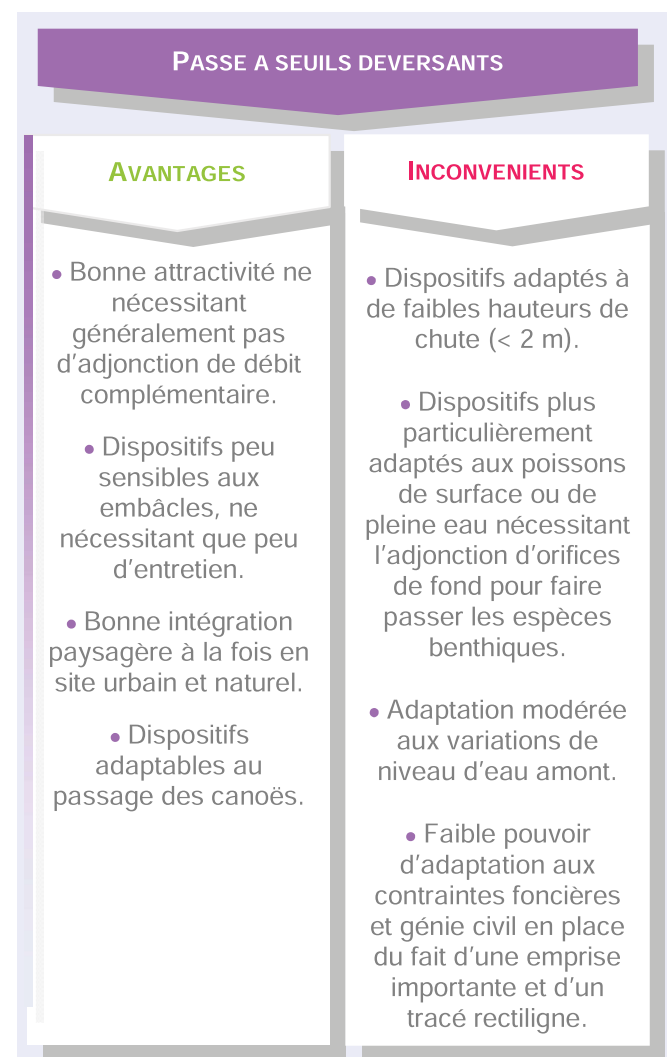 PASSE A SEUILS DEVERSANTS
AVANTAGES
• Bonne attractivité ne
nécessitant
généralement pas
d'adjonction de débit
complémentaire.
• Dispositifs peu
sensibles aux
embâcles, ne
nécessitant que peu
d'entretien.
• Bonne intégration
paysagère à la fois en
site urbain et naturel.
• Dispositifs
adaptables au
passage des canoës.
INCONVENIENTS
• Dispositifs adaptés à
de faibles hauteurs de
chute (< 2 m).
• Dispositifs plus
particulièrement
adaptés aux poissons
de surface ou de
pleine eau nécessitant
l'adjonction d'orifices
de fond pour faire
passer les espèces
benthiques.
• Adaptation modérée
aux variations de
niveau d'eau amont.
• Faible pouvoir
d'adaptation aux
contraintes foncières
et génie civil en place
du fait d'une emprise
importante et d'un
tracé rectiligne.